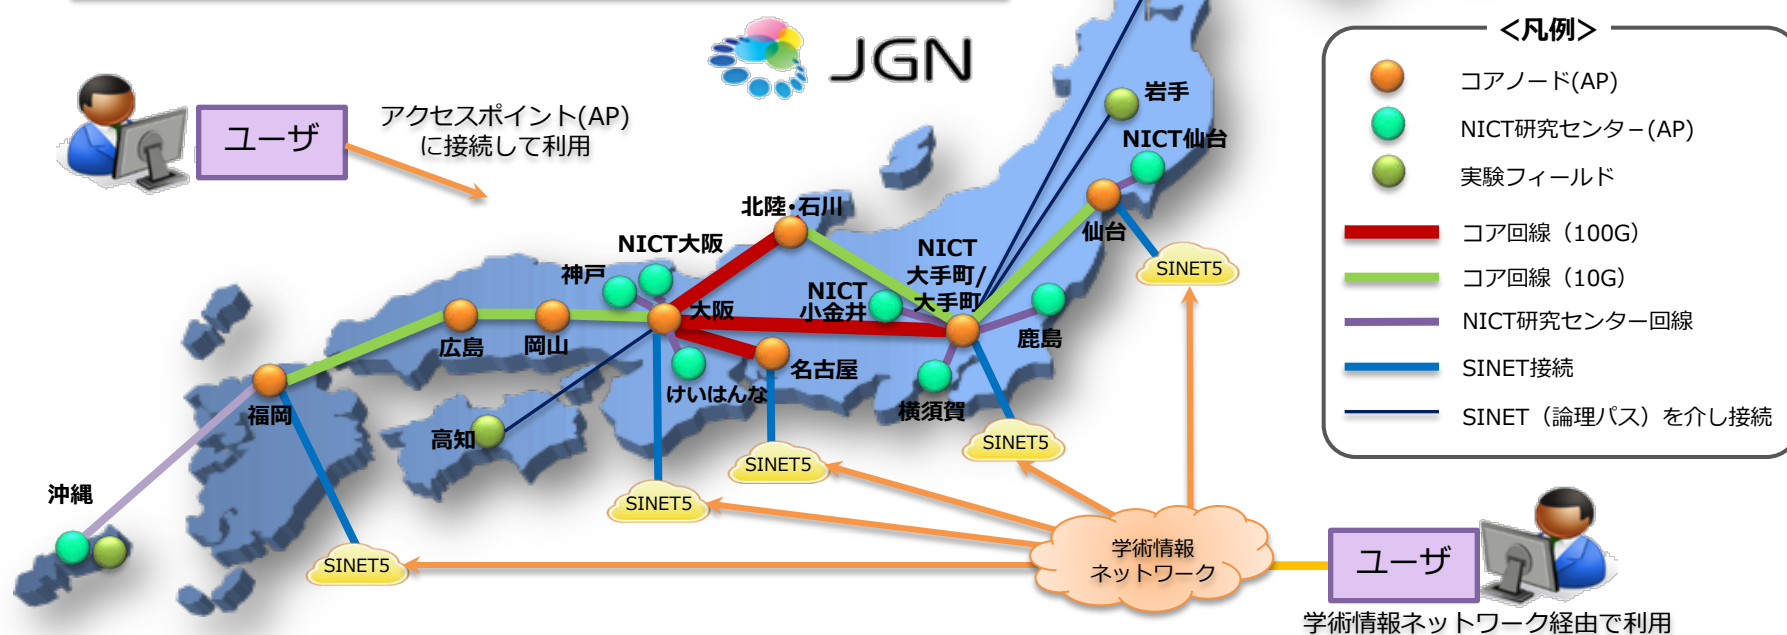 JGN
<凡例>
コアノード(AP)
NICT研究センター(AP)
実験フィールド
コア回線（100G）
コア回線（10G）
NICT研究センター回線
SINET接続
SINET（論理パス）を介し接続
ユーザ
アクセスポイント(AP)
に接続して利用
岩手
NICT仙台
仙台
北陸・石川
NICT大阪
神戸
大阪
NICT
大手町/
大手町
NICT
小金井
鹿島
横須賀
名古屋
けいはんな
岡山
広島
福岡
高知
沖縄
SINET5
SINET5
SINET5
SINET5
SINET5
学術情報
ネットワーク
ユーザ
学術情報ネットワーク経由で利用